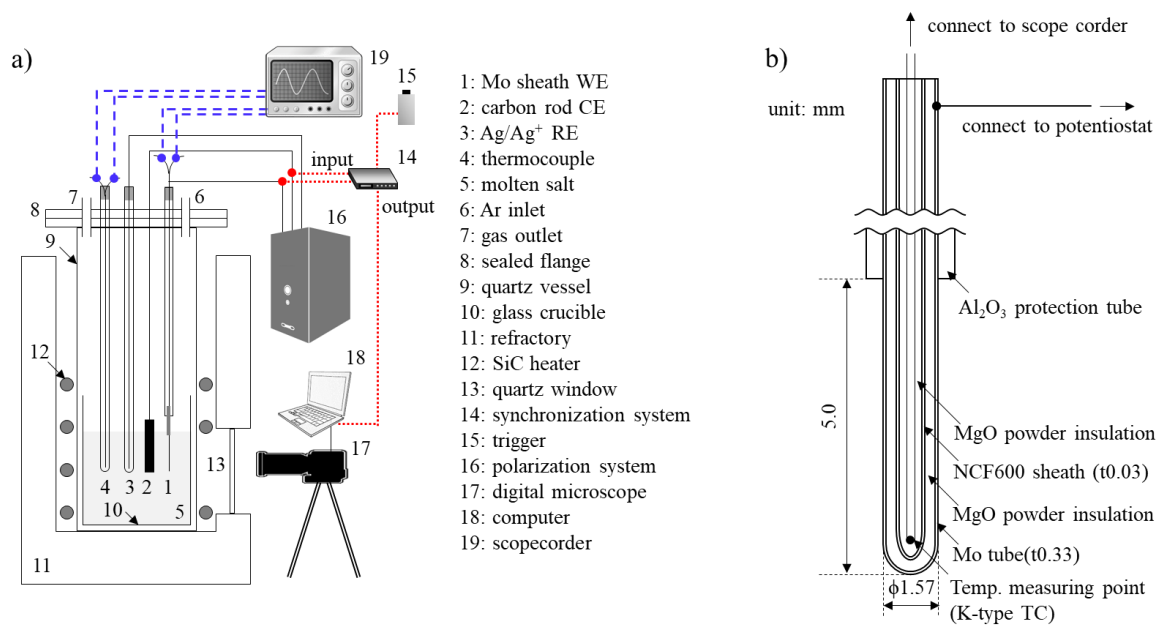 a)
19
15
input
14
output
7
6
8
16
9
18
12
17
13
4
3
2
1
10
5
11
1: Mo sheath WE
2: carbon rod CE
3: Ag/Ag⁺ RE
4: thermocouple
5: molten salt
6: Ar inlet
7: gas outlet
8: sealed flange
9: quartz vessel
10: glass crucible
11: refractory
12: SiC heater
13: quartz window
14: synchronization system
15: trigger
16: polarization system
17: digital microscope
18: computer
19: scopecorder
b)
connect to scope corder
unit: mm
connect to potentiostat
Al₂O₃ protection tube
5.0
MgO powder insulation
NCF600 sheath (t0.03)
MgO powder insulation
Mo tube(t0.33)
ϕ1.57
Temp. measuring point
(K-type TC)